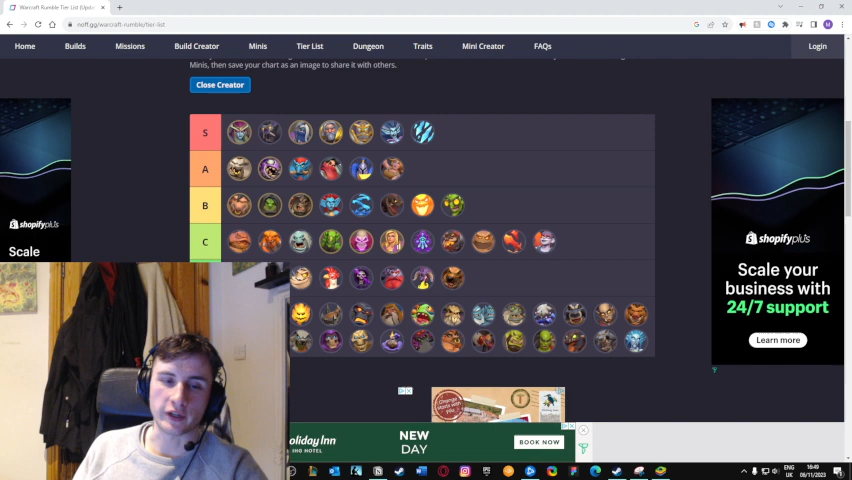 Warcraft Rumble Tier List [Upda
noff.gg/warcraft-rumble/tier-list
Home
Builds
Missions
Build Creator
Minis
Tier List
Dungeon
Traits
Mini Creator
FAQs
Login
Minis, then save your chart as an image to share it with others.
Close Creator
S
A
B
C
shopifyplus
Scale
shopifyplus
Scale your
business with
24/7 support
Learn more
Holiday Inn
NEW
DAY
BOOK NOW
ENG
UK
16:49
08/11/2023